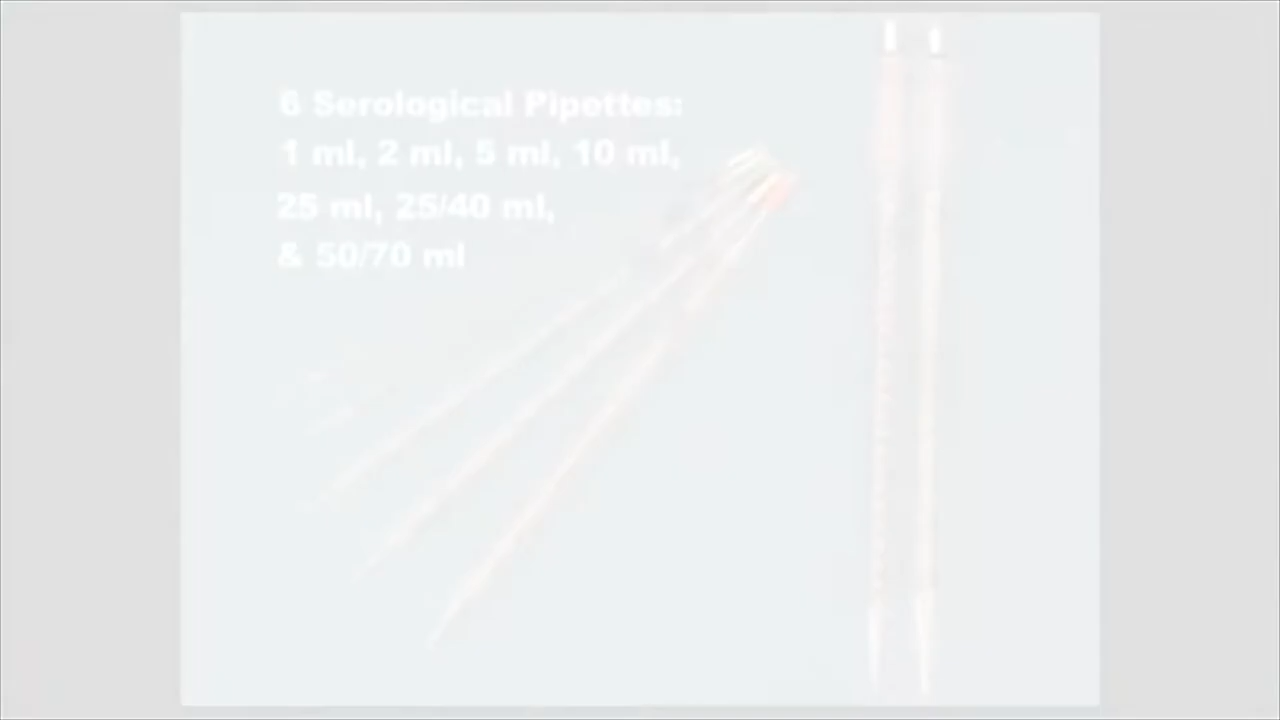 6 Serological Pipettes:
1 ml, 2 ml, 5 ml, 10 ml,
25 ml, 25/40 ml,
& 50/70 ml